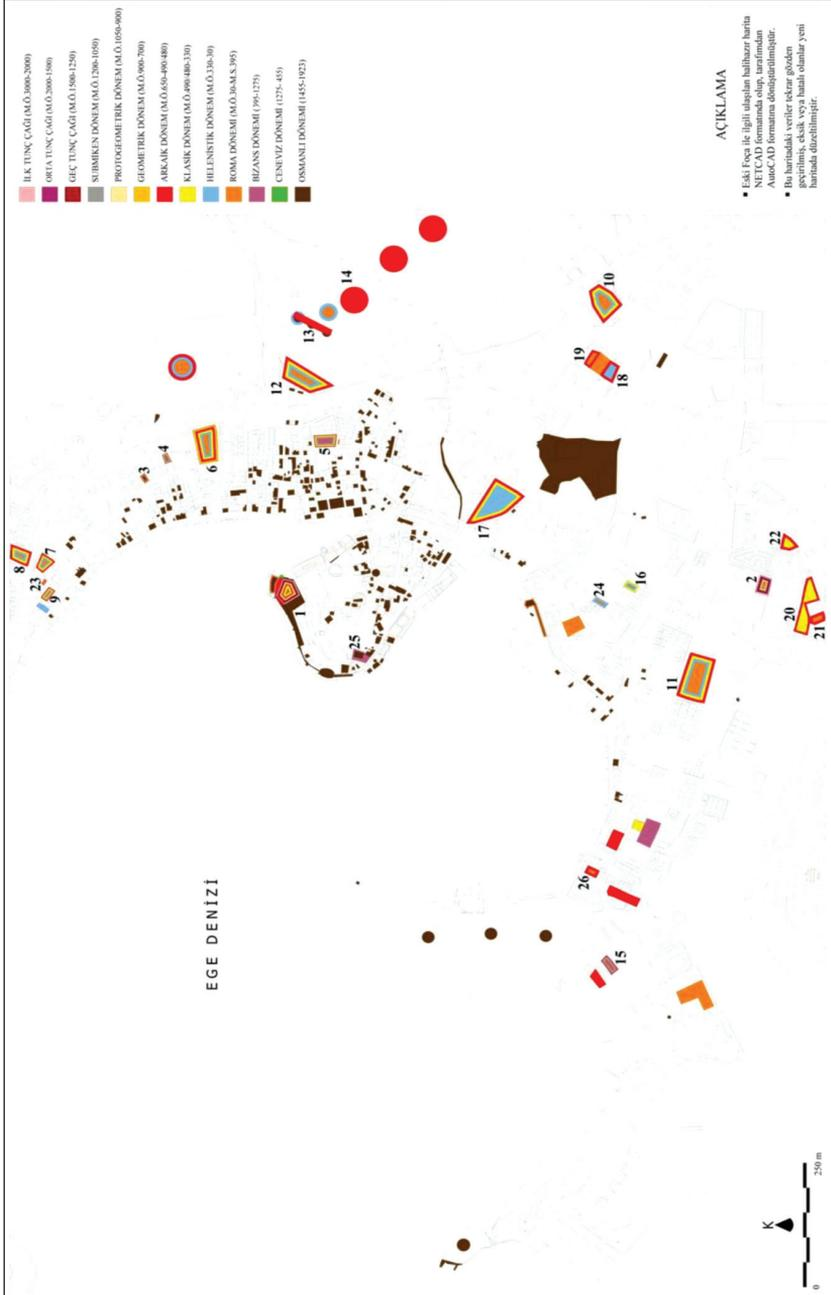 İLK TUNÇ ÇAĞI (M.Ö.3000-2000)
ORTA TUNÇ ÇAĞI (M.Ö.2000-1500)
GEÇ TUNÇ ÇAĞI (M.Ö.1500-1250)
SUBMİKEN DÖNEM (M.Ö.1200-1050)
PROTOGEOMETRİK DÖNEM (M.Ö.1050-900)
GEOMETRİK DÖNEM (M.Ö.900-700)
ARKAİK DÖNEM (M.Ö.650-490/480)
KLASİK DÖNEM (M.Ö.490/480-330)
HELENİSTİK DÖNEM (M.Ö.330-30)
ROMA DÖNEMİ (M.Ö.30-M.S.395)
BİZANS DÖNEMİ (395-1275)
CENEVİZ DÖNEMİ (1275-455)
OSMANLI DÖNEMİ (1455-1923)
AÇIKLAMA
▪ Eski Foça ile ilgili ulaşılan halihazır harita
NETCAD formatında olup, tarafımdan
AutoCAD formatına dönüştürülmüştür.
▪ Bu haritadaki veriler tekrar gözden
geçirilmiş, eksik veya hatalı olanlar yeni
haritada düzeltilmiştir.
EGE DENİZİ
8
7
23
9
3
4
6
12
13
14
5
1
25
10
19
18
17
24
16
22
2
20
21
11
26
15
K
0
250 m